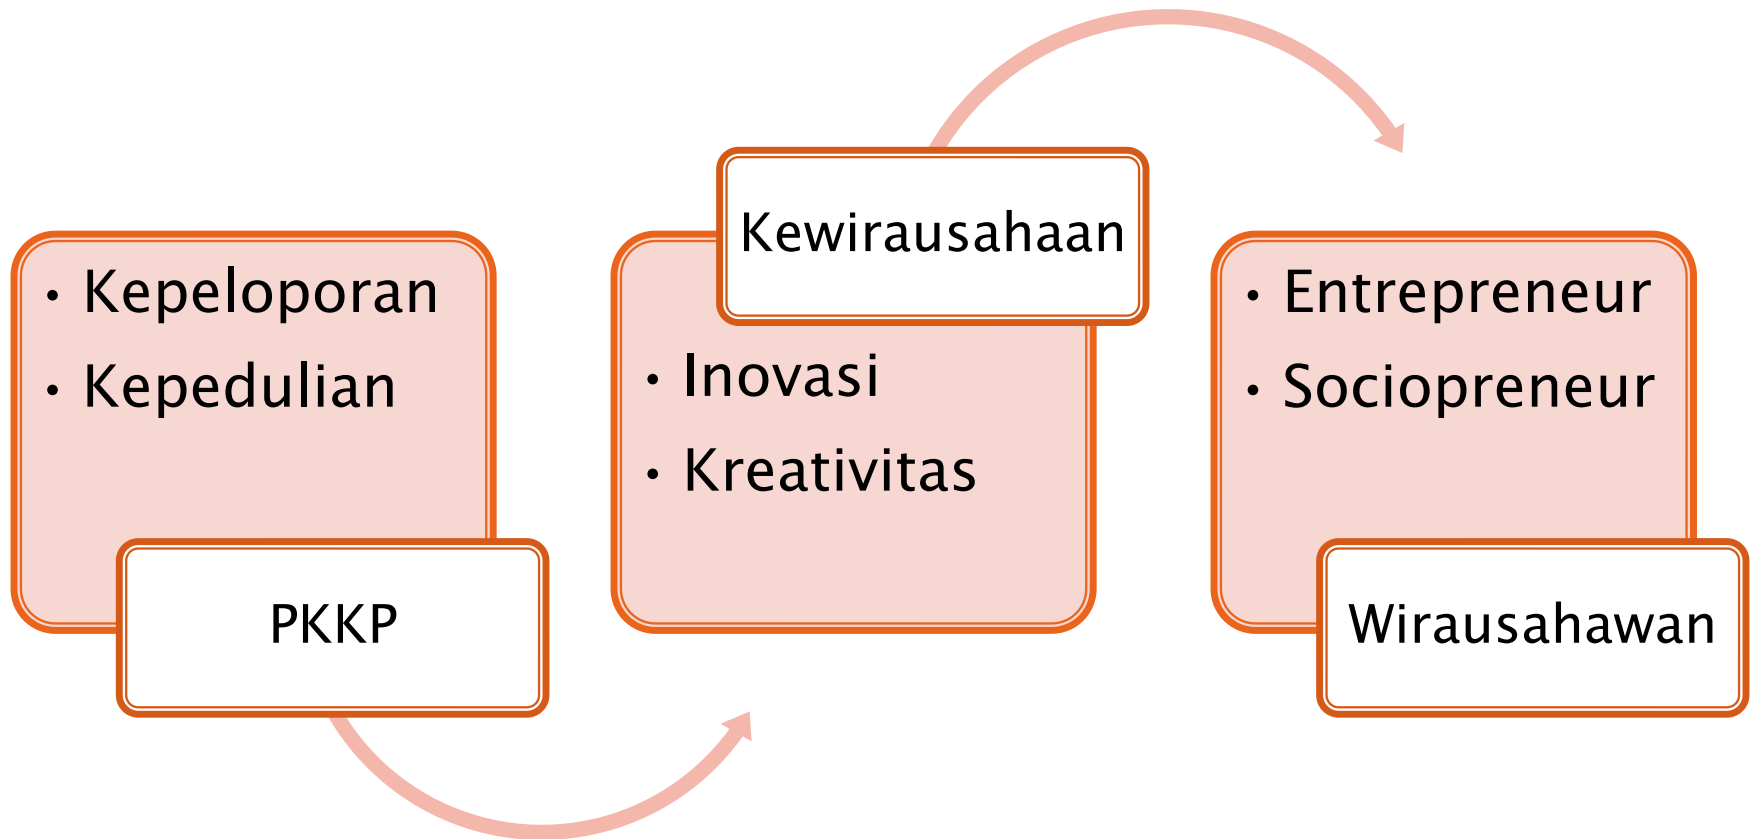 • Kepeloporan
• Kepedulian
PKKP
Kewirausahaan
• Inovasi
• Kreativitas
• Entrepreneur
• Sociopreneur
Wirausahawan